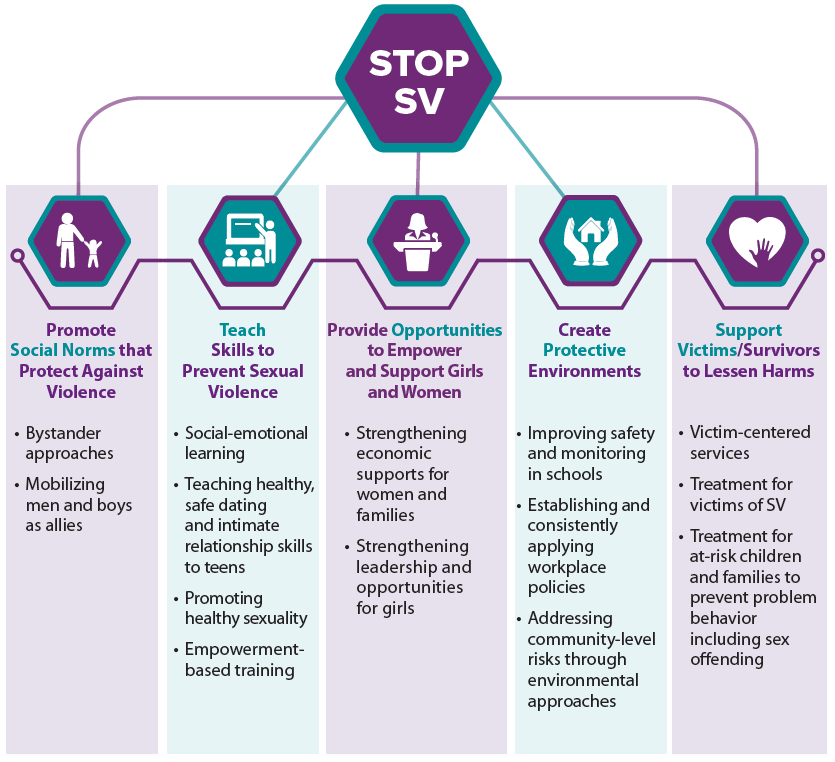 STOP
SV
Promote
Social Norms that
Protect Against
Violence
• Bystander
approaches
• Mobilizing
men and boys
as allies
Teach
Skills to
Prevent Sexual
Violence
• Social-emotional
learning
• Teaching healthy,
safe dating
and intimate
relationship skills
to teens
• Promoting
healthy sexuality
• Empowerment-
based training
Provide Opportunities
to Empower
and Support Girls
and Women
• Strengthening
economic
supports for
women and
families
• Strengthening
leadership and
opportunities
for girls
Create
Protective
Environments
• Improving safety
and monitoring
in schools
• Establishing and
consistently
applying
workplace
policies
• Addressing
community-level
risks through
environmental
approaches
Support
Victims/Survivors
to Lessen Harms
• Victim-centered
services
• Treatment for
victims of SV
• Treatment for
at-risk children
and families to
prevent problem
behavior
including sex
offending